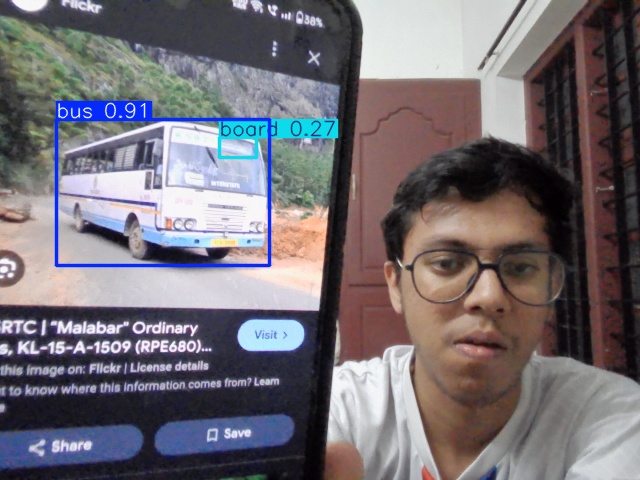 Flickr
58%
bus 0.91
board 0.27
SRTC | "Malabar" Ordinary
s, KL-15-A-1509 (RPE680)...
Visit >
this image on: Flickr | License details
t to know where this information comes from? Learn
e
Share
Save